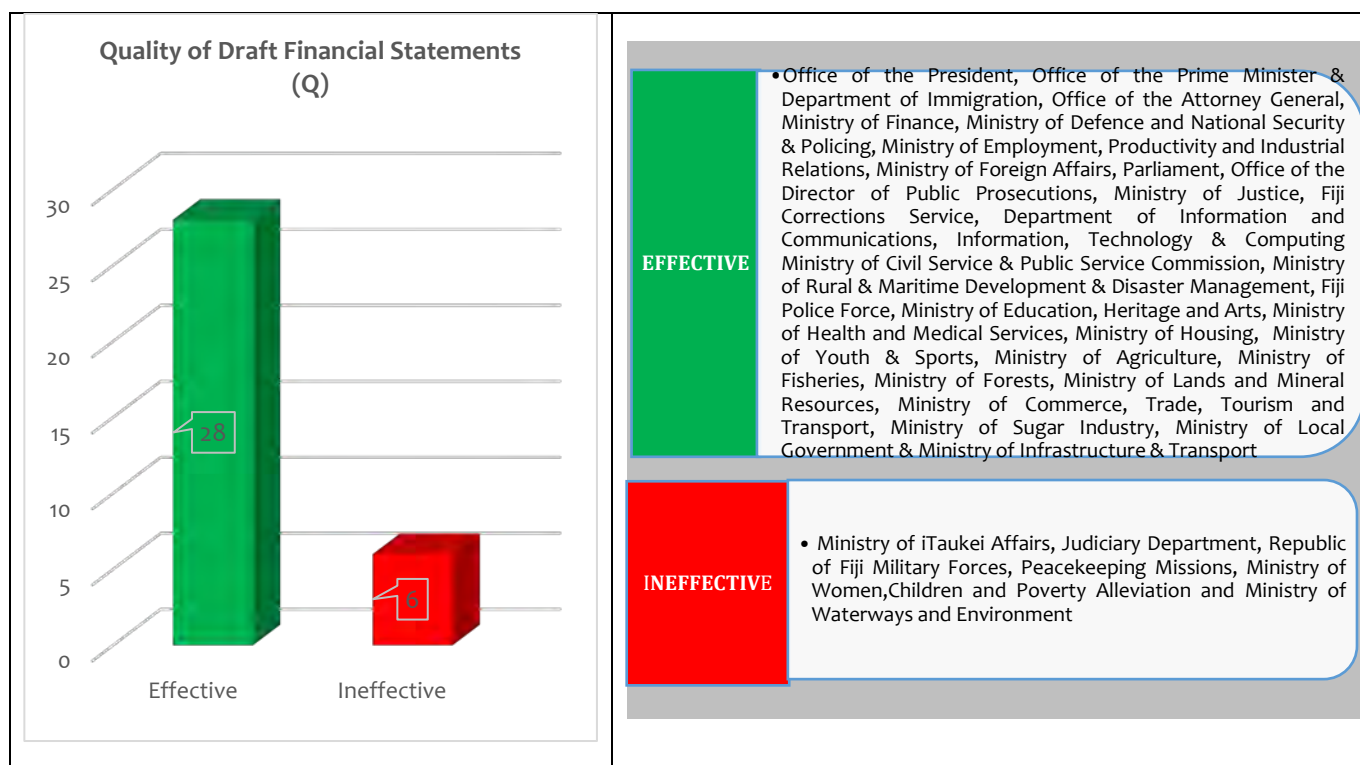 Quality of Draft Financial Statements
(Q)
30
25
20
15
10
5
0
28
6
Effective
Ineffective
EFFECTIVE
•Office of the President, Office of the Prime Minister &
Department of Immigration, Office of the Attorney General,
Ministry of Finance, Ministry of Defence and National Security
& Policing, Ministry of Employment, Productivity and Industrial
Relations, Ministry of Foreign Affairs, Parliament, Office of the
Director of Public Prosecutions, Ministry of Justice, Fiji
Corrections Service, Department of Information and
Communications, Information, Technology & Computing
Ministry of Civil Service & Public Service Commission, Ministry
of Rural & Maritime Development & Disaster Management, Fiji
Police Force, Ministry of Education, Heritage and Arts, Ministry
of Health and Medical Services, Ministry of Housing, Ministry
of Youth & Sports, Ministry of Agriculture, Ministry of
Fisheries, Ministry of Forests, Ministry of Lands and Mineral
Resources, Ministry of Commerce, Trade, Tourism and
Transport, Ministry of Sugar Industry, Ministry of Local
Government & Ministry of Infrastructure & Transport
INEFFECTIVE
• Ministry of iTaukei Affairs, Judiciary Department, Republic
of Fiji Military Forces, Peacekeeping Missions, Ministry of
Women,Children and Poverty Alleviation and Ministry of
Waterways and Environment